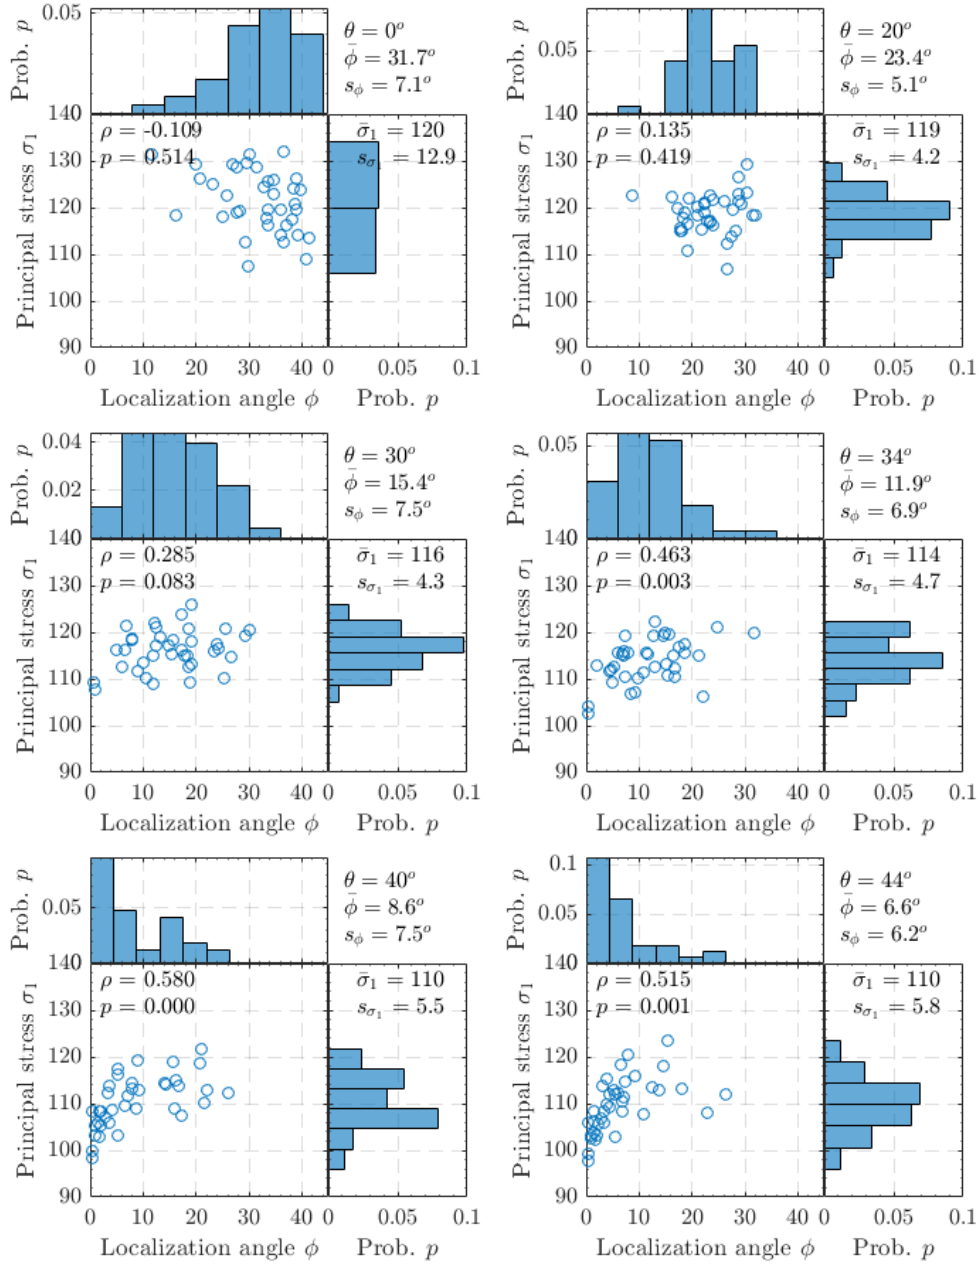 0.05
Prob. p
140
θ = 0°
ϕ̄ = 31.7°
s_ϕ = 7.1°
ρ = -0.109
p = 0.514
σ̄₁ = 120
s_σ₁ = 12.9
Principal stress σ₁
130
120
110
100
90
0 10 20 30 40
0 0.05 0.1
Localization angle ϕ
Prob. p
0.05
Prob. p
140
θ = 20°
ϕ̄ = 23.4°
s_ϕ = 5.1°
ρ = 0.135
p = 0.419
σ̄₁ = 119
s_σ₁ = 4.2
Principal stress σ₁
130
120
110
100
90
0 10 20 30 40
0 0.05 0.1
Localization angle ϕ
Prob. p
0.04
0.02
Prob. p
140
θ = 30°
ϕ̄ = 15.4°
s_ϕ = 7.5°
ρ = 0.285
p = 0.083
σ̄₁ = 116
s_σ₁ = 4.3
Principal stress σ₁
130
120
110
100
90
0 10 20 30 40
0 0.05 0.1
Localization angle ϕ
Prob. p
0.05
Prob. p
140
θ = 34°
ϕ̄ = 11.9°
s_ϕ = 6.9°
ρ = 0.463
p = 0.003
σ̄₁ = 114
s_σ₁ = 4.7
Principal stress σ₁
130
120
110
100
90
0 10 20 30 40
0 0.05 0.1
Localization angle ϕ
Prob. p
0.05
Prob. p
140
θ = 40°
ϕ̄ = 8.6°
s_ϕ = 7.5°
ρ = 0.580
p = 0.000
σ̄₁ = 110
s_σ₁ = 5.5
Principal stress σ₁
130
120
110
100
90
0 10 20 30 40
0 0.05 0.1
Localization angle ϕ
Prob. p
0.1
0.05
Prob. p
140
θ = 44°
ϕ̄ = 6.6°
s_ϕ = 6.2°
ρ = 0.515
p = 0.001
σ̄₁ = 110
s_σ₁ = 5.8
Principal stress σ₁
130
120
110
100
90
0 10 20 30 40
0 0.05 0.1
Localization angle ϕ
Prob. p